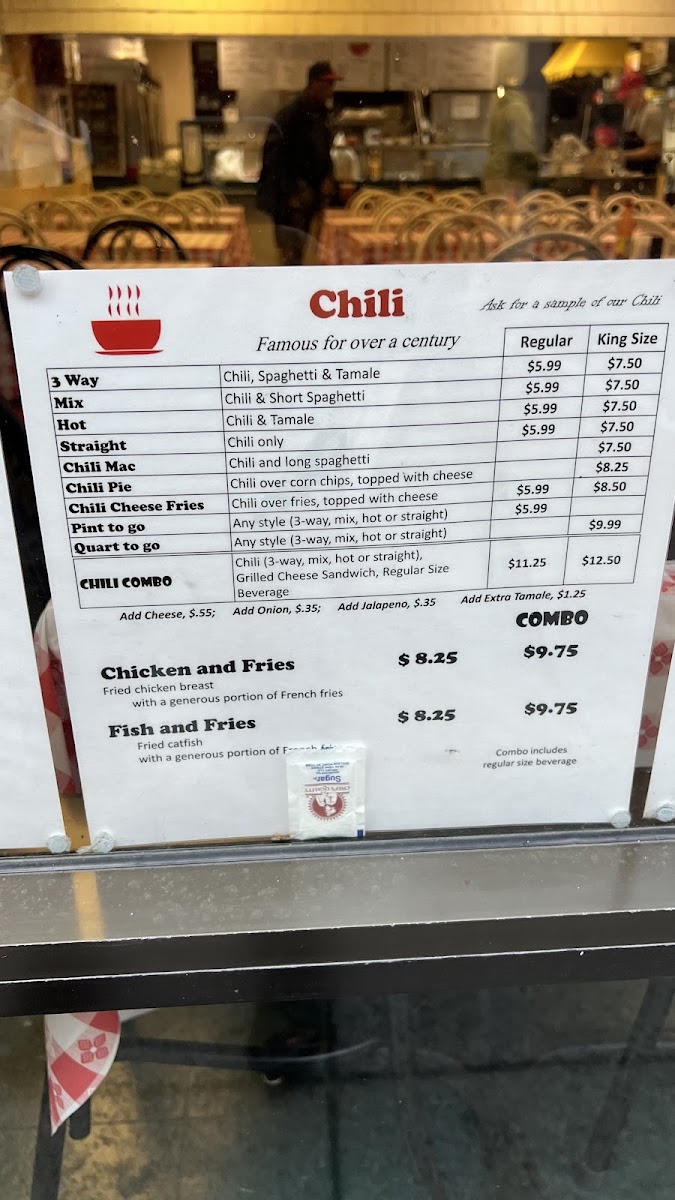 Chili
Ask for a sample of our Chili
Famous for over a century
Regular King Size
3 Way Chili, Spaghetti & Tamale $5.99 $7.50
Mix Chili & Short Spaghetti $5.99 $7.50
Hot Chili & Tamale $5.99 $7.50
Straight Chili only $5.99 $7.50
Chili Mac Chili and long spaghetti $7.50
Chili Pie Chili over corn chips, topped with cheese $8.25
Chili Cheese Fries Chili over fries, topped with cheese $5.99 $8.50
Pint to go Any style (3-way, mix, hot or straight) $5.99
Quart to go Any style (3-way, mix, hot or straight) $9.99
CHILI COMBO Chili (3-way, mix, hot or straight), $11.25 $12.50
Grilled Cheese Sandwich, Regular Size
Beverage
Add Cheese, $.55; Add Onion, $.35; Add Jalapeno, $.35 Add Extra Tamale, $1.25
COMBO
Chicken and Fries $ 8.25 $9.75
Fried chicken breast
with a generous portion of French fries
Fish and Fries $ 8.25 $9.75
Fried catfish
with a generous portion of French
Combo includes
regular size beverage
Sugar
CHEF'S QUALITY